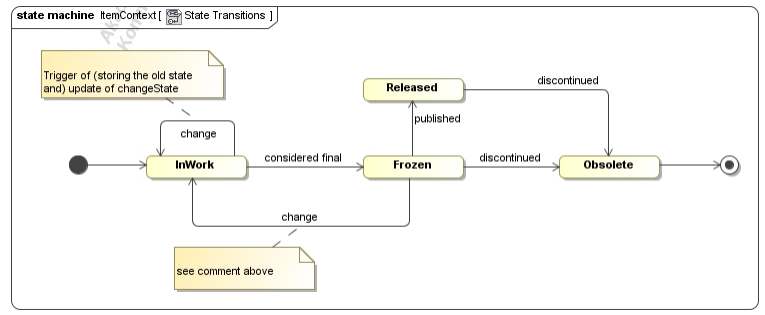 state machine ItemContext [ State Transitions ]
Trigger of (storing the old state
and) update of changeState
Released
discontinued
change
published
InWork
considered final
Frozen
discontinued
Obsolete
change
see comment above